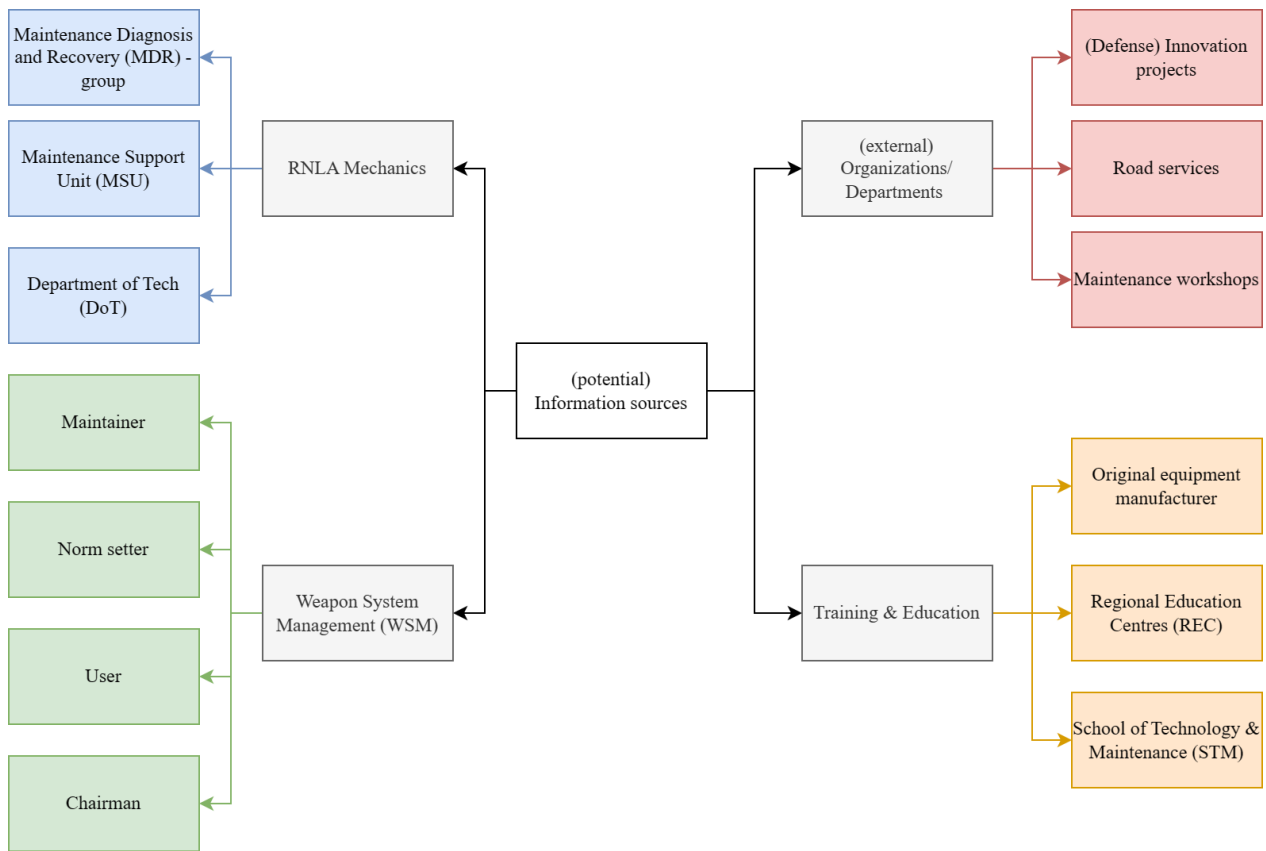 Maintenance Diagnosis
and Recovery (MDR) -
group
Maintenance Support
Unit (MSU)
Department of Tech
(DoT)
RNLA Mechanics
Maintainer
Norm setter
User
Chairman
Weapon System
Management (WSM)
(potential)
Information sources
(external)
Organizations/
Departments
(Defense) Innovation
projects
Road services
Maintenance workshops
Training & Education
Original equipment
manufacturer
Regional Education
Centres (REC)
School of Technology &
Maintenance (STM)